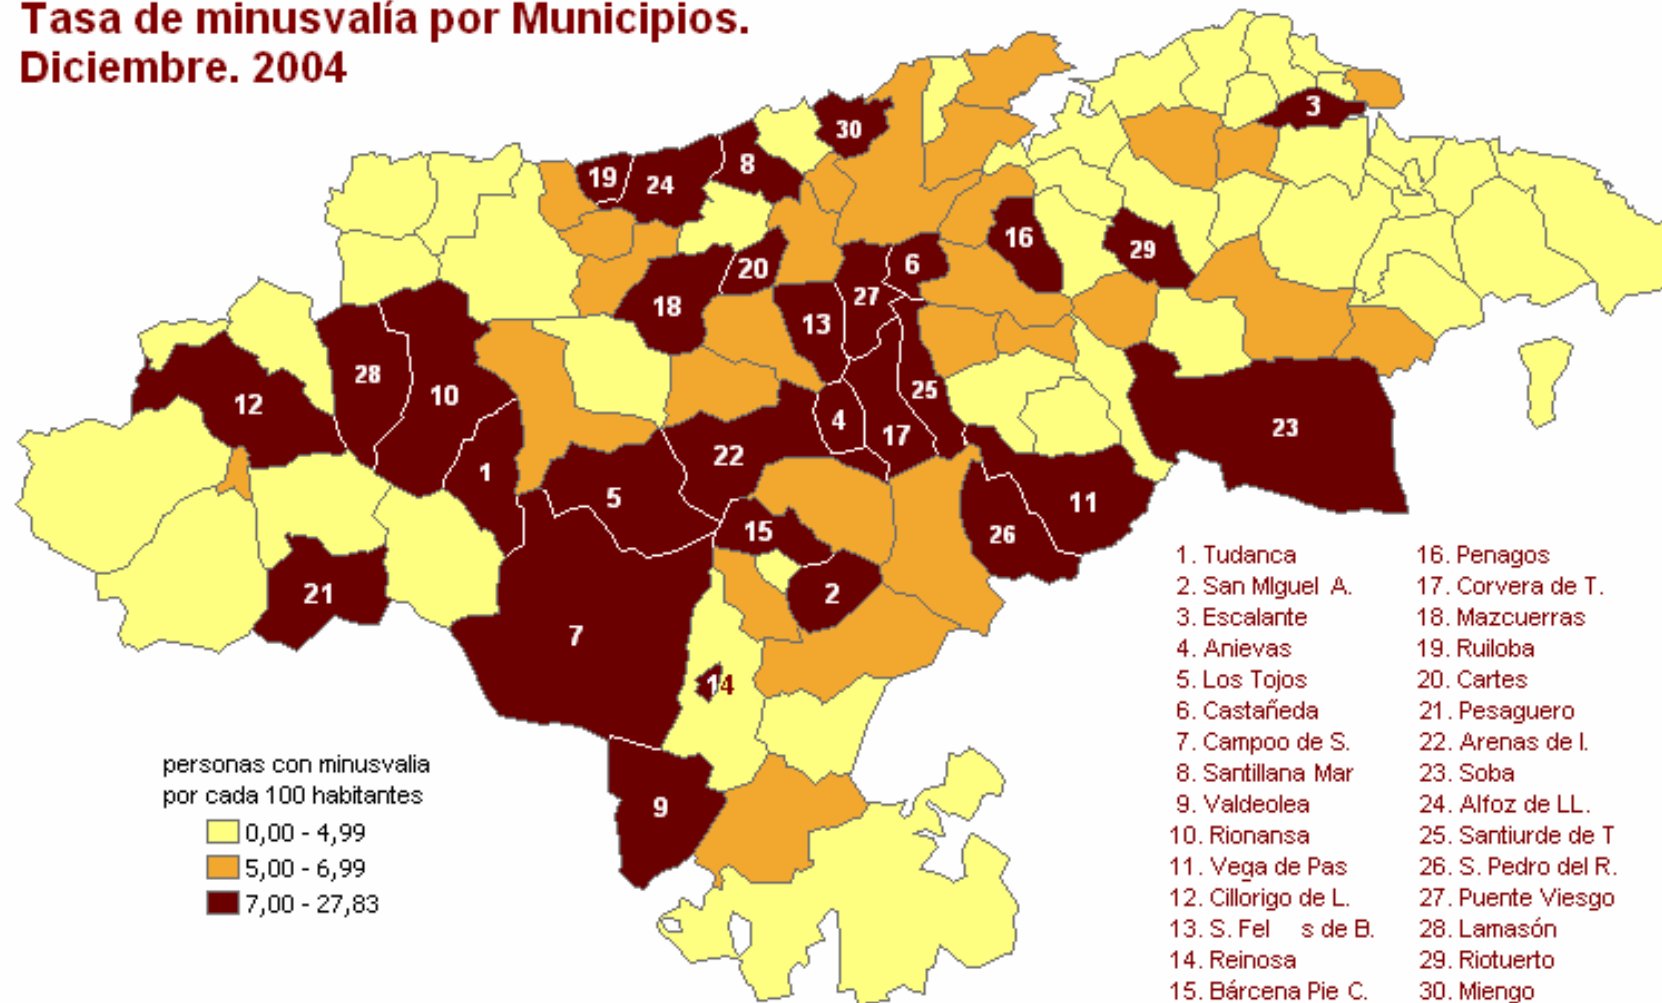 Tasa de minusvalía por Municipios.
Diciembre. 2004
30
3
8
19
24
16
29
20
6
18
27
13
28
10
25
12
4
17
23
22
1
5
11
15
26
21
2
7
14
9
personas con minusvalia
por cada 100 habitantes
0,00 - 4,99
5,00 - 6,99
7,00 - 27,83
1. Tudanca
2. San MIguel A.
3. Escalante
4. Anievas
5. Los Tojos
6. Castañeda
7. Campoo de S.
8. Santillana Mar
9. Valdeolea
10. Rionansa
11. Vega de Pas
12. Cillorigo de L.
13. S. Fel s de B.
14. Reinosa
15. Bárcena Pie C.
16. Penagos
17. Corvera de T.
18. Mazcuerras
19. Ruiloba
20. Cartes
21. Pesaguero
22. Arenas de I.
23. Soba
24. Alfoz de LL.
25. Santiurde de T
26. S. Pedro del R.
27. Puente Viesgo
28. Lamasón
29. Riotuerto
30. Miengo